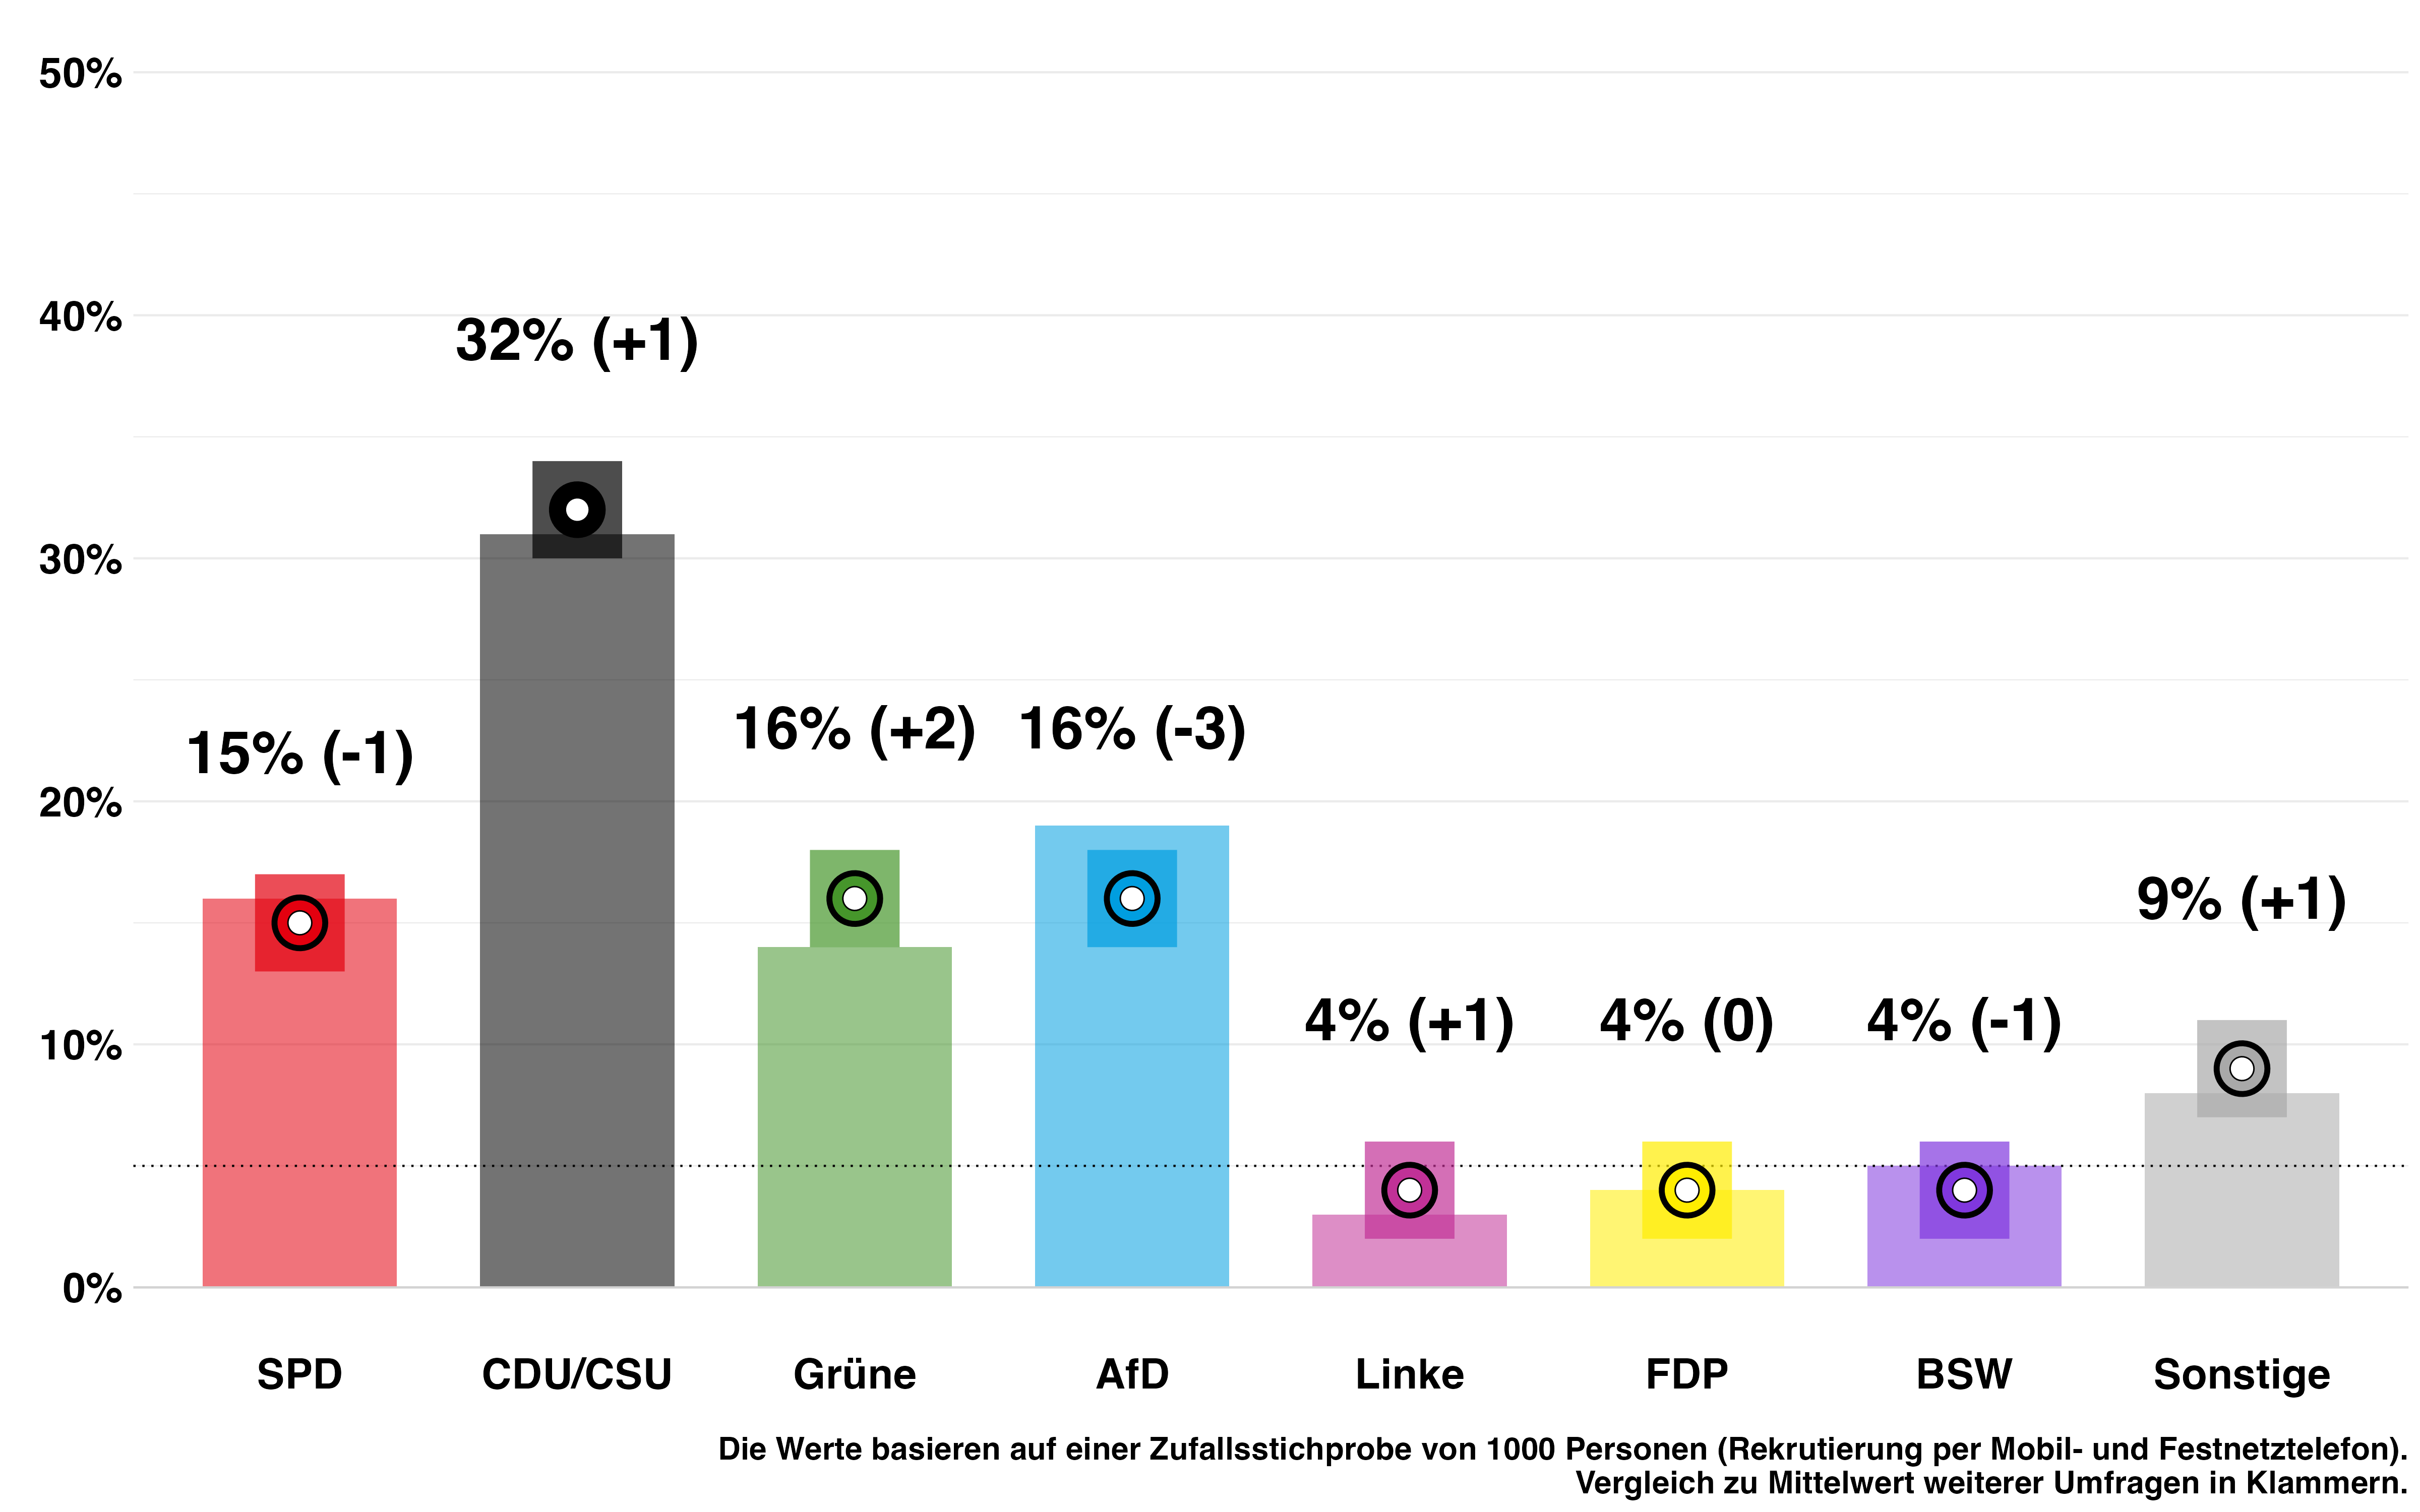 50%
40%
32% (+1)
30%
16% (+2) 16% (-3)
15% (-1)
20%
9% (+1)
4% (+1) 4% (0) 4% (-1)
10%
0%
SPD CDU/CSU Grüne AfD Linke FDP BSW Sonstige
Die Werte basieren auf einer Zufallsstichprobe von 1000 Personen (Rekrutierung per Mobil- und Festnetztelefon).
Vergleich zu Mittelwert weiterer Umfragen in Klammern.